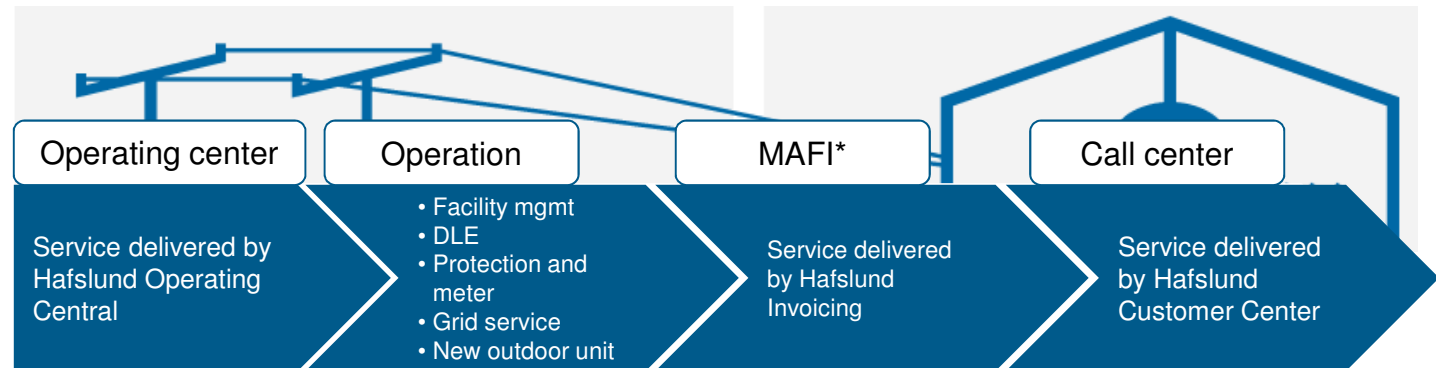 Operating center
Service delivered by
Hafslund Operating
Central
Operation
• Facility mgmt
• DLE
• Protection and
meter
• Grid service
• New outdoor unit
MAFI*
Service delivered
by Hafslund
Invoicing
Call center
Service delivered
by Hafslund
Customer Center